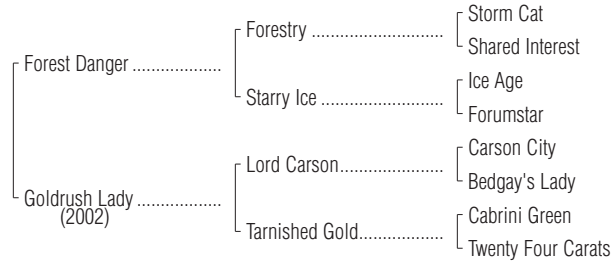 Storm Cat
Forestry ......................
Shared Interest
Forest Danger ..................
Ice Age
Starry Ice .....................
Forumstar
Carson City
Lord Carson....................
Bedgay's Lady
Goldrush Lady .................
(2002)
Cabrini Green
Tarnished Gold.................
Twenty Four Carats